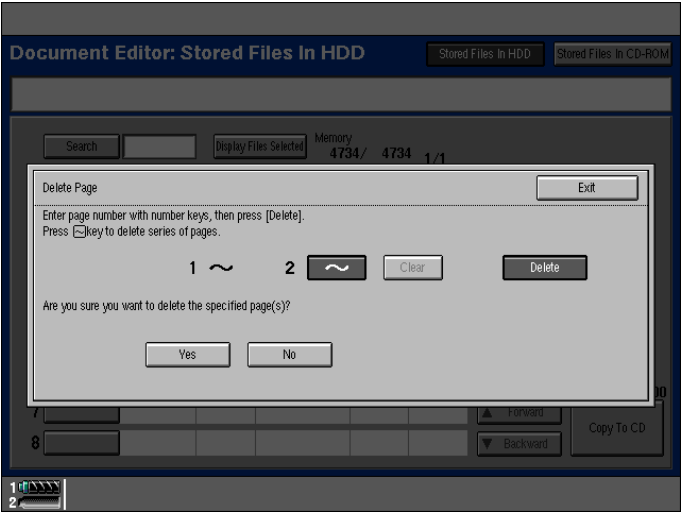 Document Editor: Stored Files In HDD
Stored Files In HDD
Stored Files In CD-ROM
Search
Display Files Selected
Memory
4734/ 4734 1/1
Delete Page
Exit
Enter page number with number keys, then press [Delete].
Press [~]key to delete series of pages.
1 ~ 2 ~ Clear Delete
Are you sure you want to delete the specified page(s)?
Yes No
7 ▲ Forward
Copy To CD
8 ▼ Backward
1
2